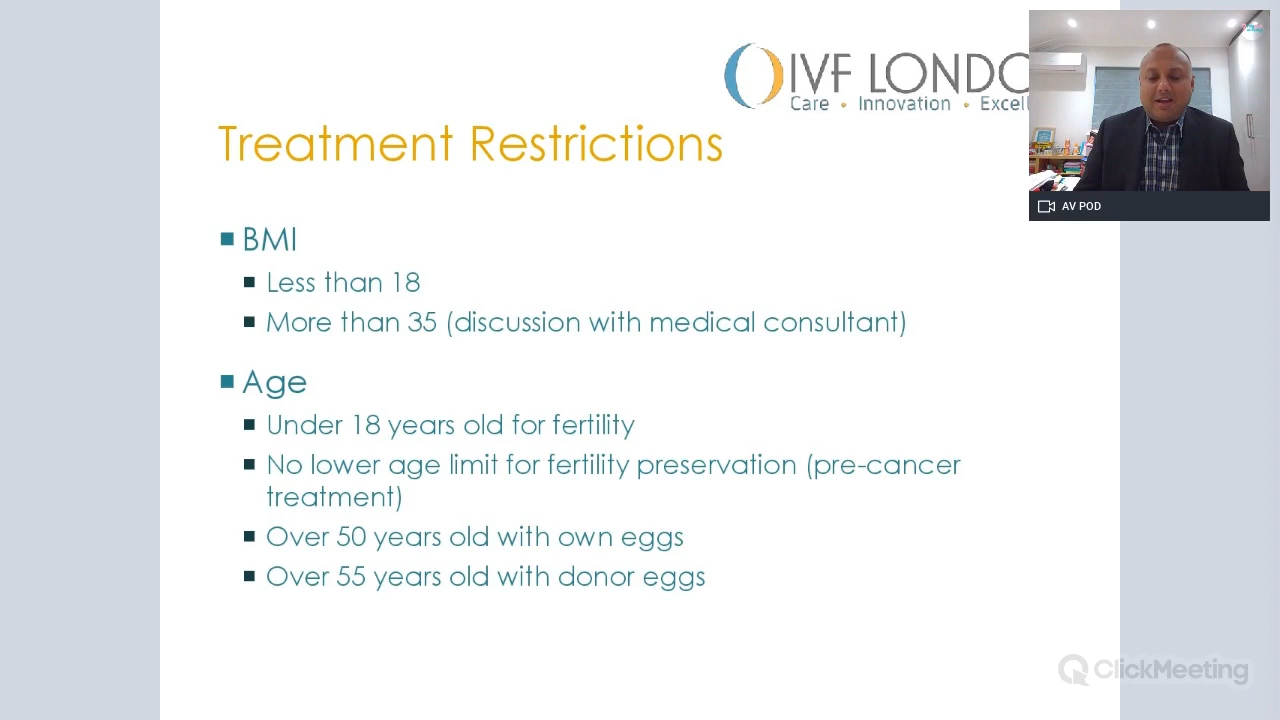 IVF LONDO
Care • Innovation • Excell
Treatment Restrictions
AV POD
BMI
Less than 18
More than 35 (discussion with medical consultant)
Age
Under 18 years old for fertility
No lower age limit for fertility preservation (pre-cancer
treatment)
Over 50 years old with own eggs
Over 55 years old with donor eggs
ClickMeeting